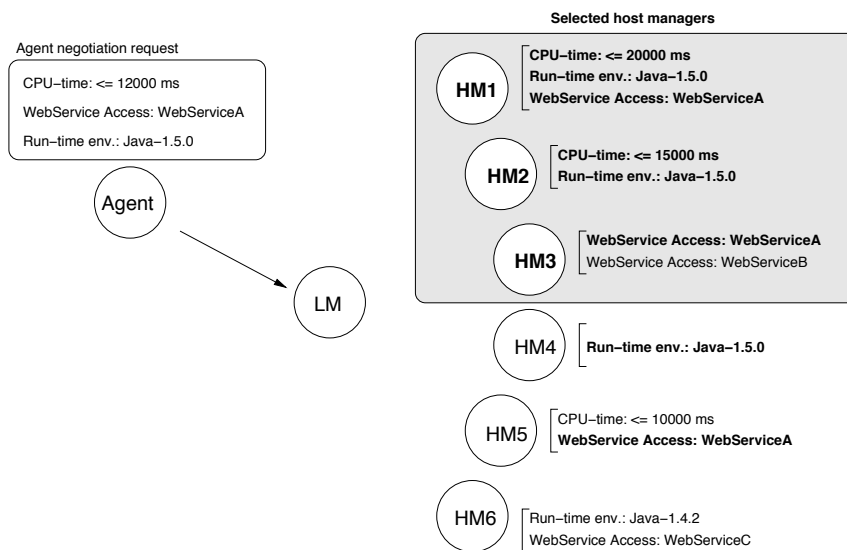 Selected host managers
Agent negotiation request
CPU–time: <= 12000 ms
WebService Access: WebServiceA
Run–time env.: Java–1.5.0
Agent
LM
HM1
CPU–time: <= 20000 ms
Run–time env.: Java–1.5.0
WebService Access: WebServiceA
HM2
CPU–time: <= 15000 ms
Run–time env.: Java–1.5.0
HM3
WebService Access: WebServiceA
WebService Access: WebServiceB
HM4
Run–time env.: Java–1.5.0
HM5
CPU–time: <= 10000 ms
WebService Access: WebServiceA
HM6
Run–time env.: Java–1.4.2
WebService Access: WebServiceC